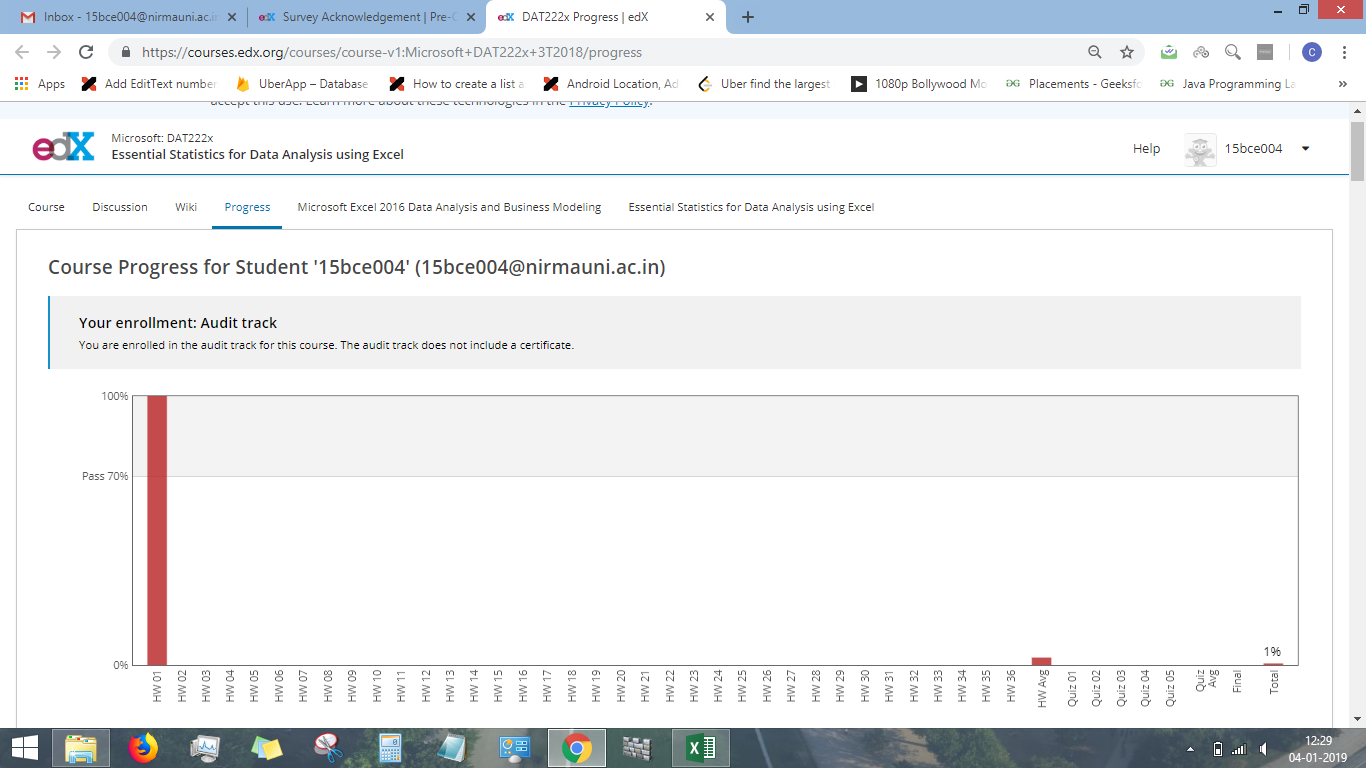 Inbox - 15bce004@nirmauni.ac.i
Survey Acknowledgement | Pre-C
DAT222x Progress | edX
https://courses.edx.org/courses/course-v1:Microsoft+DAT222x+3T2018/progress
C
Apps
Add EditText number
UberApp – Database
How to create a list a
Android Location, Ad
Uber find the largest
1080p Bollywood Mo
Placements - Geeksfo
Java Programming La
»
accept this use. Learn more about these technologies in the Privacy Policy.
edX
Microsoft: DAT222x
Essential Statistics for Data Analysis using Excel
Help
15bce004
Course
Discussion
Wiki
Progress
Microsoft Excel 2016 Data Analysis and Business Modeling
Essential Statistics for Data Analysis using Excel
Course Progress for Student '15bce004' (15bce004@nirmauni.ac.in)
Your enrollment: Audit track
You are enrolled in the audit track for this course. The audit track does not include a certificate.
100%
Pass 70%
0%
1%
HW 01
HW 02
HW 03
HW 04
HW 05
HW 06
HW 07
HW 08
HW 09
HW 10
HW 11
HW 12
HW 13
HW 14
HW 15
HW 16
HW 17
HW 18
HW 19
HW 20
HW 21
HW 22
HW 23
HW 24
HW 25
HW 26
HW 27
HW 28
HW 29
HW 30
HW 31
HW 32
HW 33
HW 34
HW 35
HW 36
HW Avg
Quiz 01
Quiz 02
Quiz 03
Quiz 04
Quiz 05
Quiz
Avg
Final
Total
12:29
04-01-2019